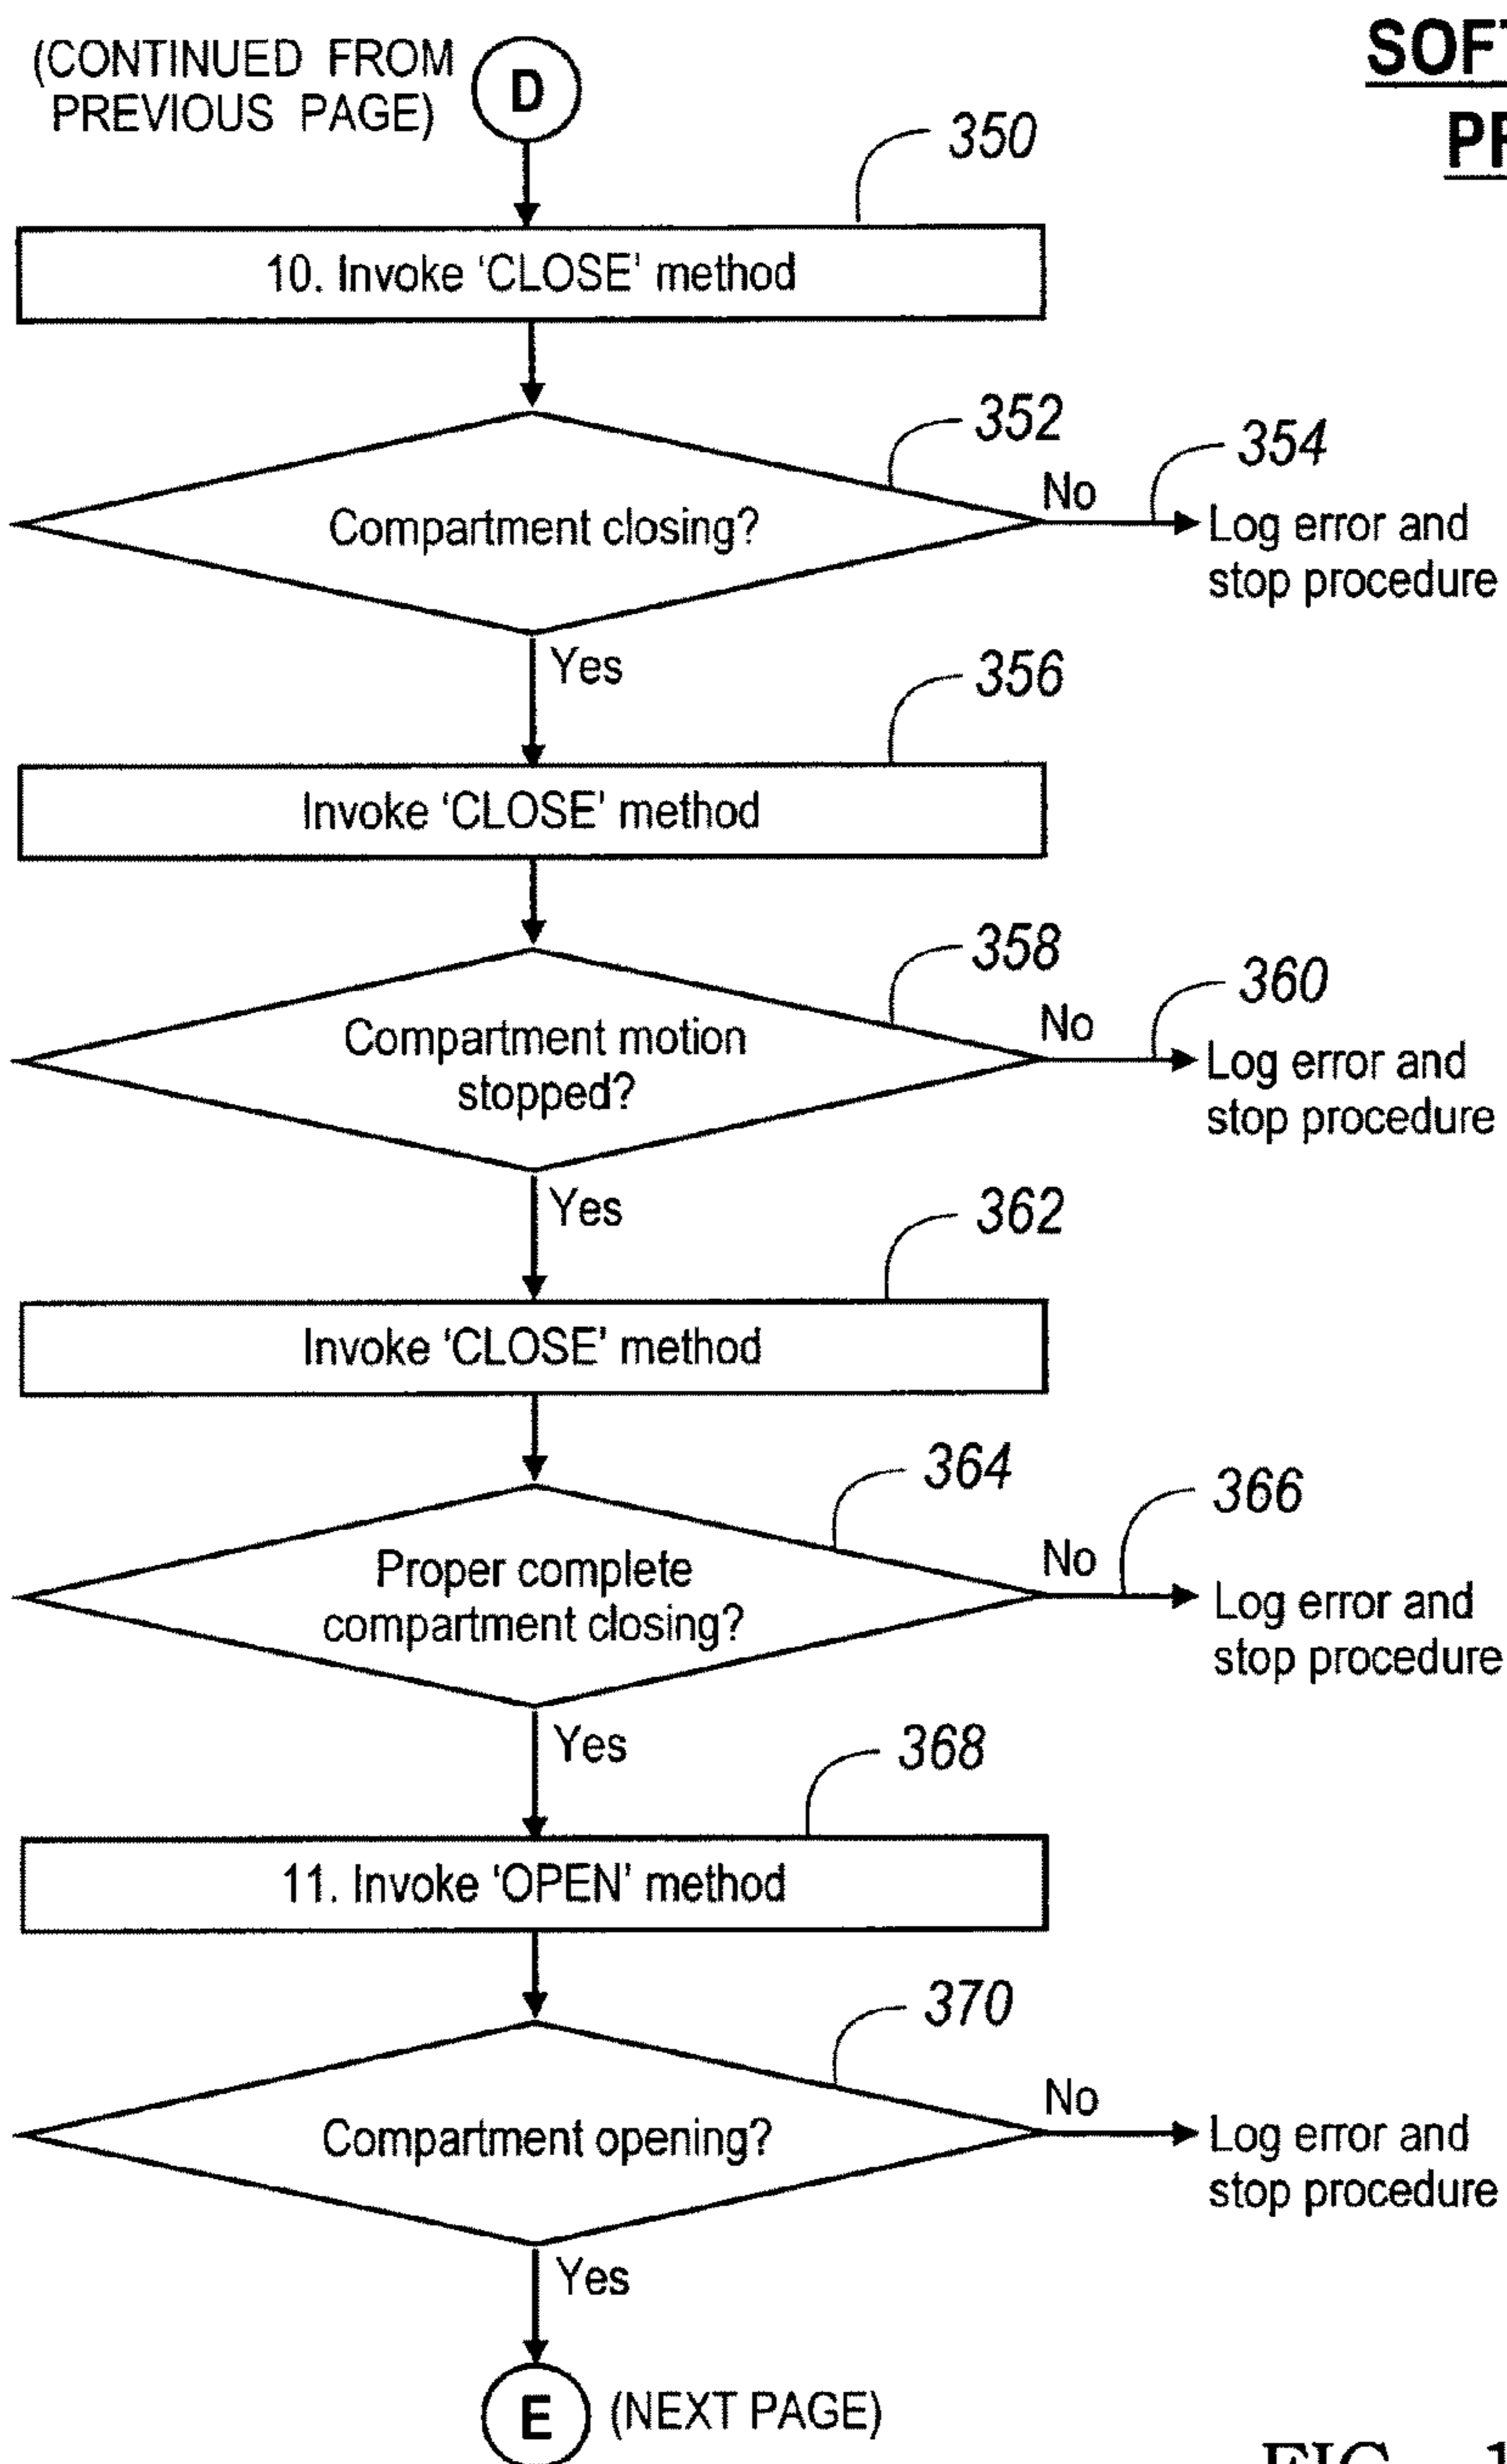 (CONTINUED FROM
PREVIOUS PAGE)
D
350
10. Invoke ‘CLOSE’ method
352
Compartment closing?
No
354
Log error and
stop procedure
Yes
356
Invoke ‘CLOSE’ method
358
Compartment motion
stopped?
No
360
Log error and
stop procedure
Yes
362
Invoke ‘CLOSE’ method
364
Proper complete
compartment closing?
No
366
Log error and
stop procedure
Yes
368
11. Invoke ‘OPEN’ method
370
Compartment opening?
No
Log error and
stop procedure
Yes
E
(NEXT PAGE)